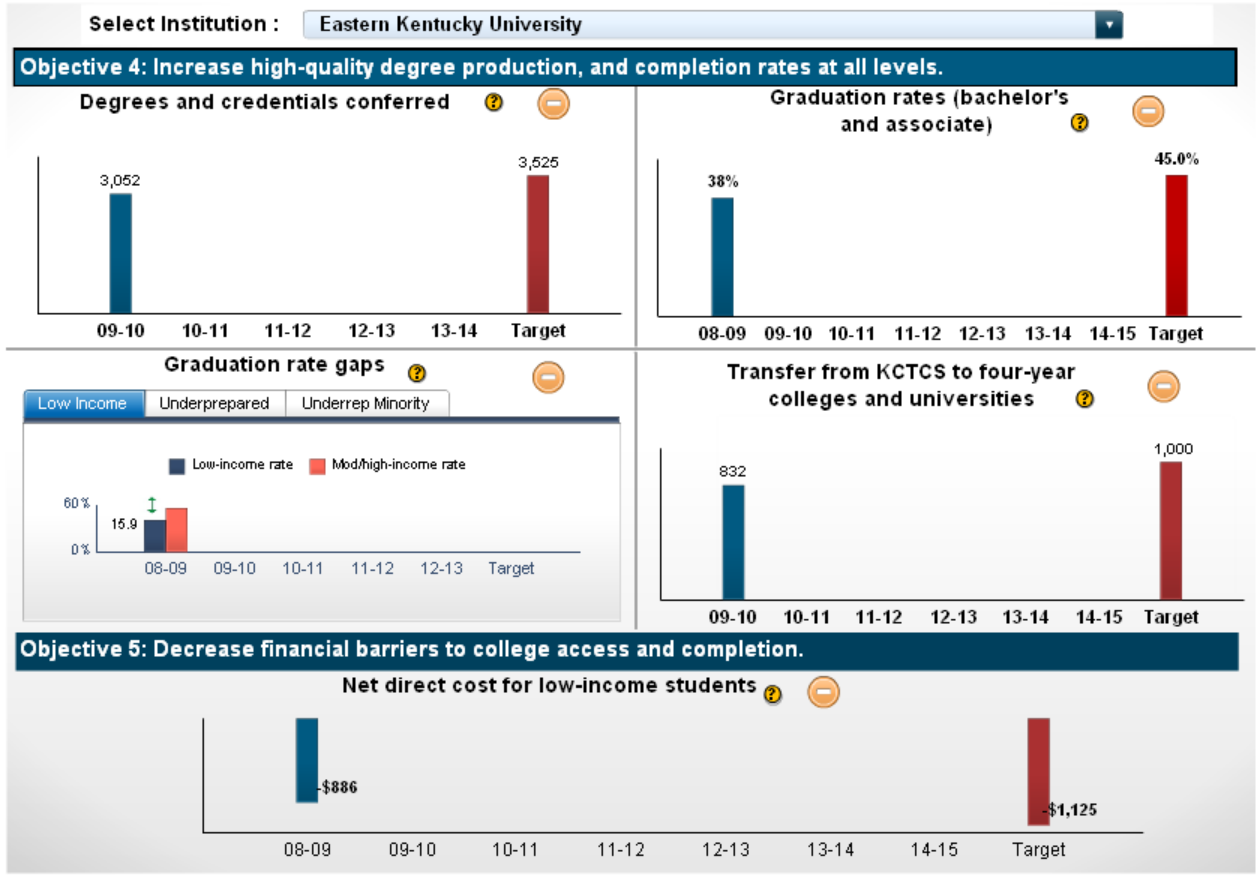 Select Institution :
Eastern Kentucky University
Objective 4: Increase high-quality degree production, and completion rates at all levels.
Degrees and credentials conferred ?
3,052
3,525
09-10 10-11 11-12 12-13 13-14 Target
Graduation rates (bachelor's
and associate) ?
38%
45.0%
08-09 09-10 10-11 11-12 12-13 13-14 14-15 Target
Graduation rate gaps ?
Low Income Underprepared Underrep Minority
Low-income rate Mod/high-income rate
60%
15.9
0%
08-09 09-10 10-11 11-12 12-13 Target
Transfer from KCTCS to four-year
colleges and universities ?
832
1,000
09-10 10-11 11-12 12-13 13-14 14-15 Target
Objective 5: Decrease financial barriers to college access and completion.
Net direct cost for low-income students ?
-$886
-$1,125
08-09 09-10 10-11 11-12 12-13 13-14 14-15 Target